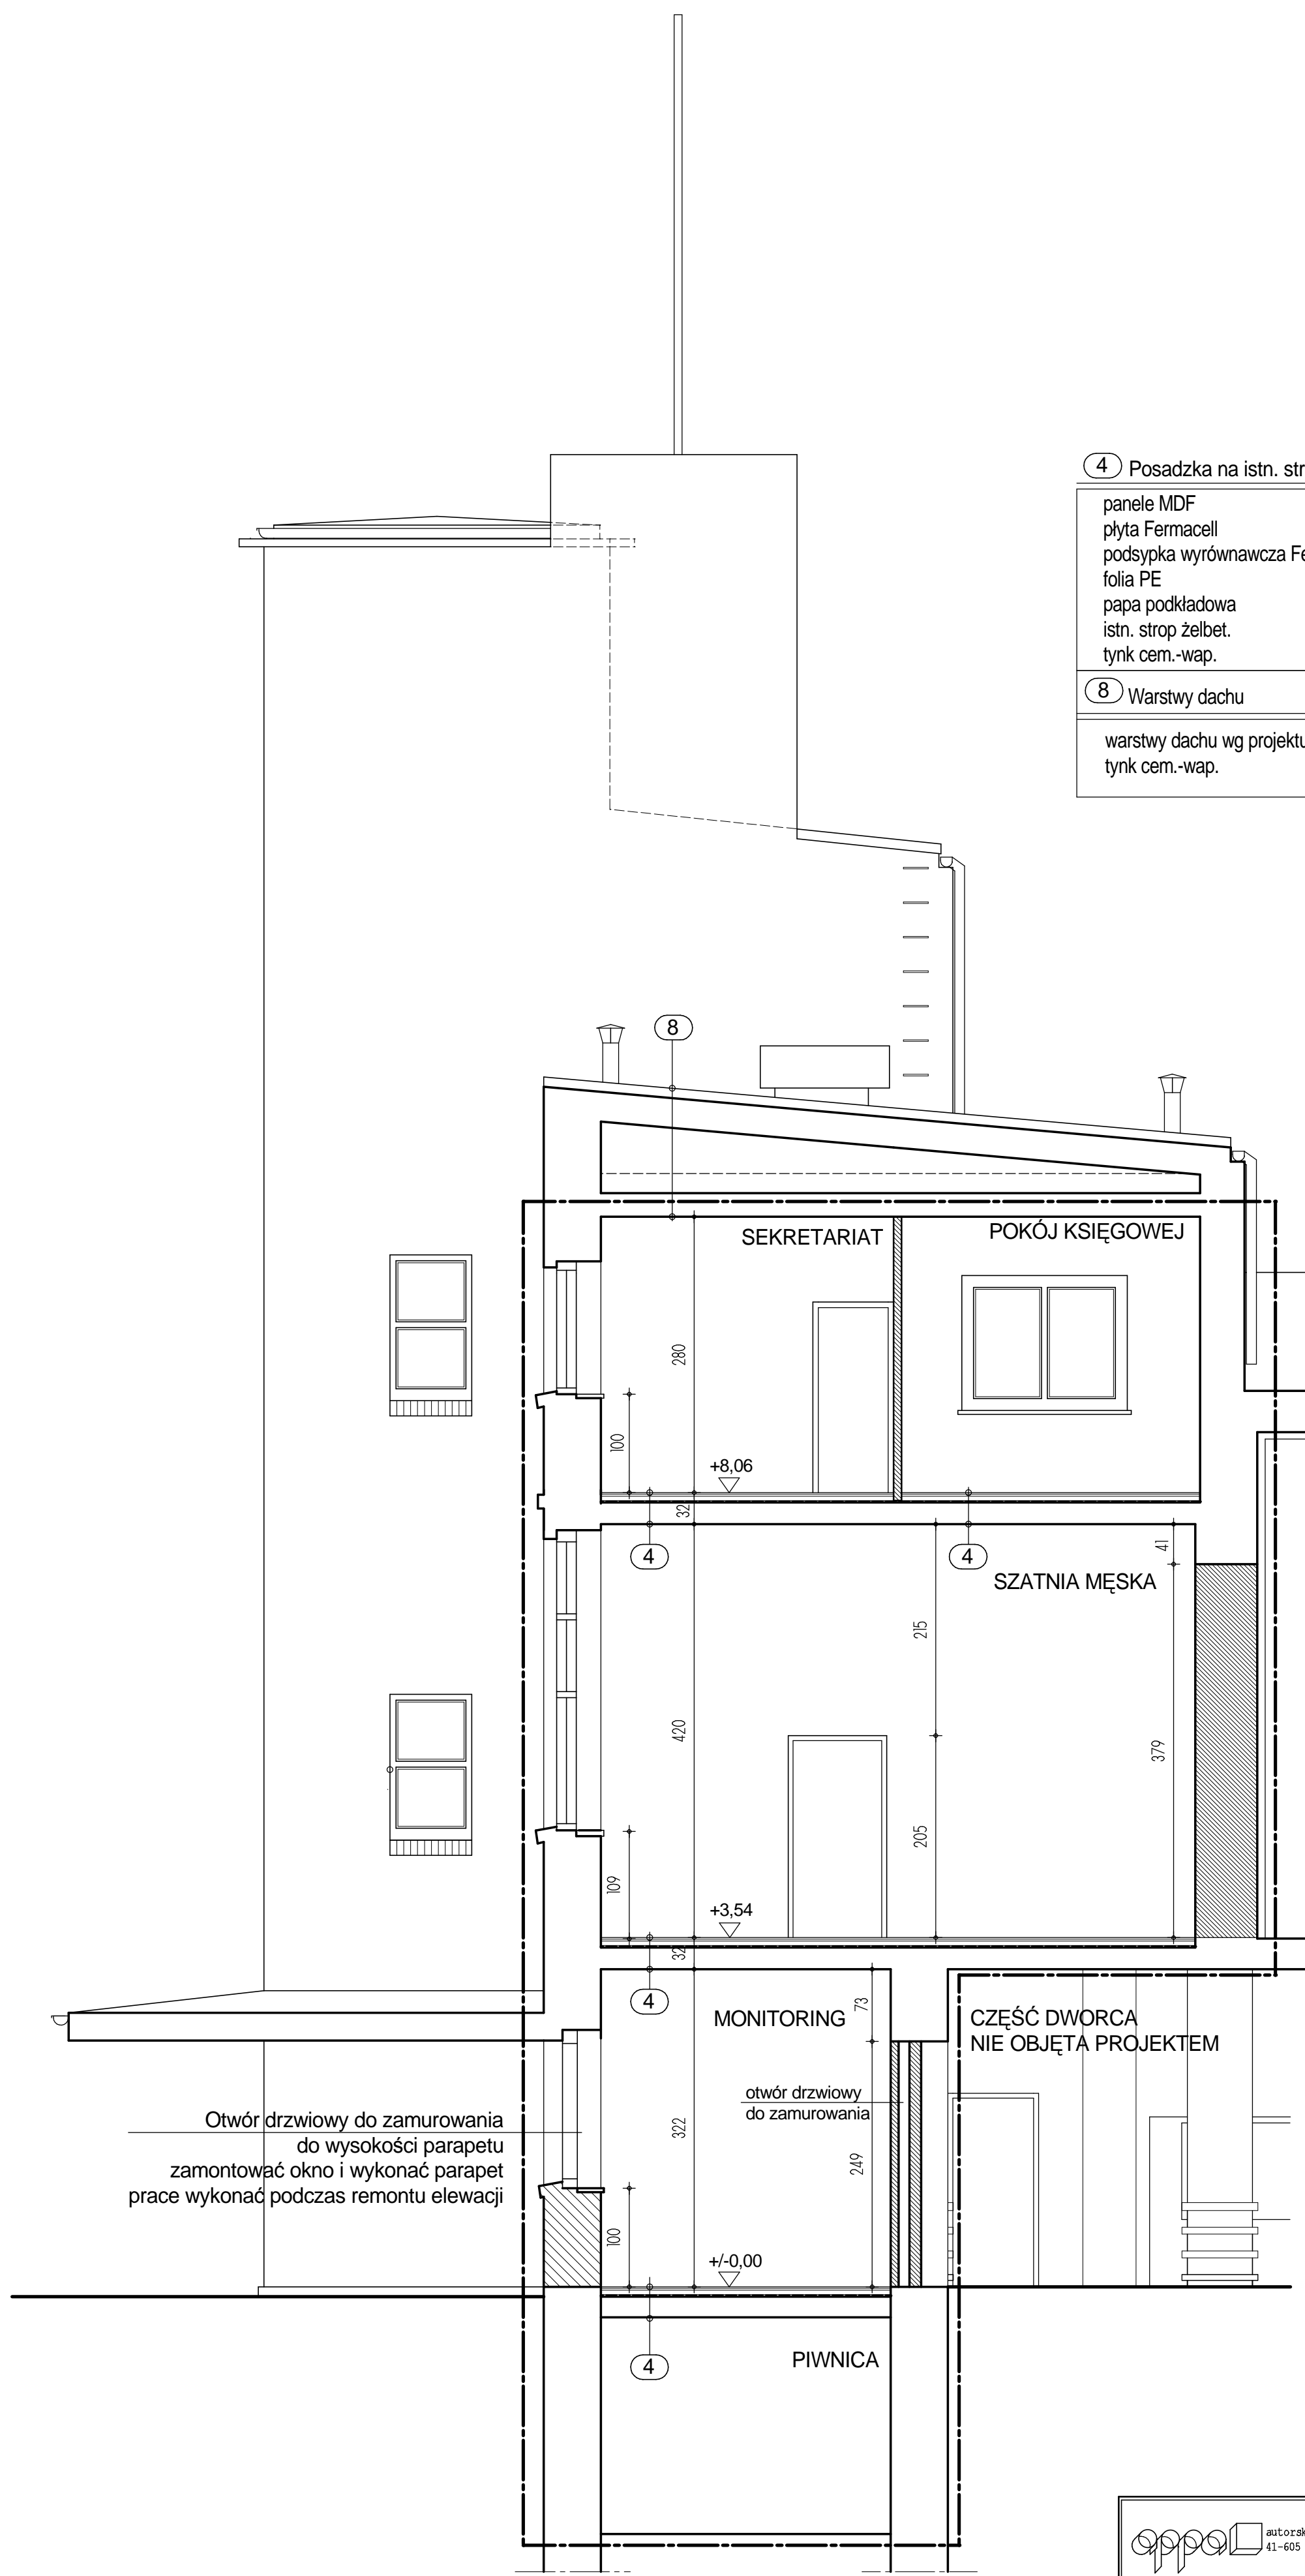 4 Posadzka na istn. str
panele MDF
płyta Fermacell
podsypka wyrównawcza Fe
folia PE
papa podkładowa
istn. strop żelbet.
tynk cem.-wap.
8 Warstwy dachu
warstwy dachu wg projektu
tynk cem.-wap.
8
SEKRETARIAT
POKÓJ KSIĘGOWEJ
280
100
+8,06
32
4
4
41
SZATNIA MĘSKA
215
420
379
205
109
+3,54
32
4
73
MONITORING
CZĘŚĆ DWORCA
NIE OBJĘTA PROJEKTEM
otwór drzwiowy
do zamurowania
Otwór drzwiowy do zamurowania
do wysokości parapetu
zamontować okno i wykonać parapet
prace wykonać podczas remontu elewacji
322
249
100
+/-0,00
4
PIWNICA
appa
autorsk
41-605